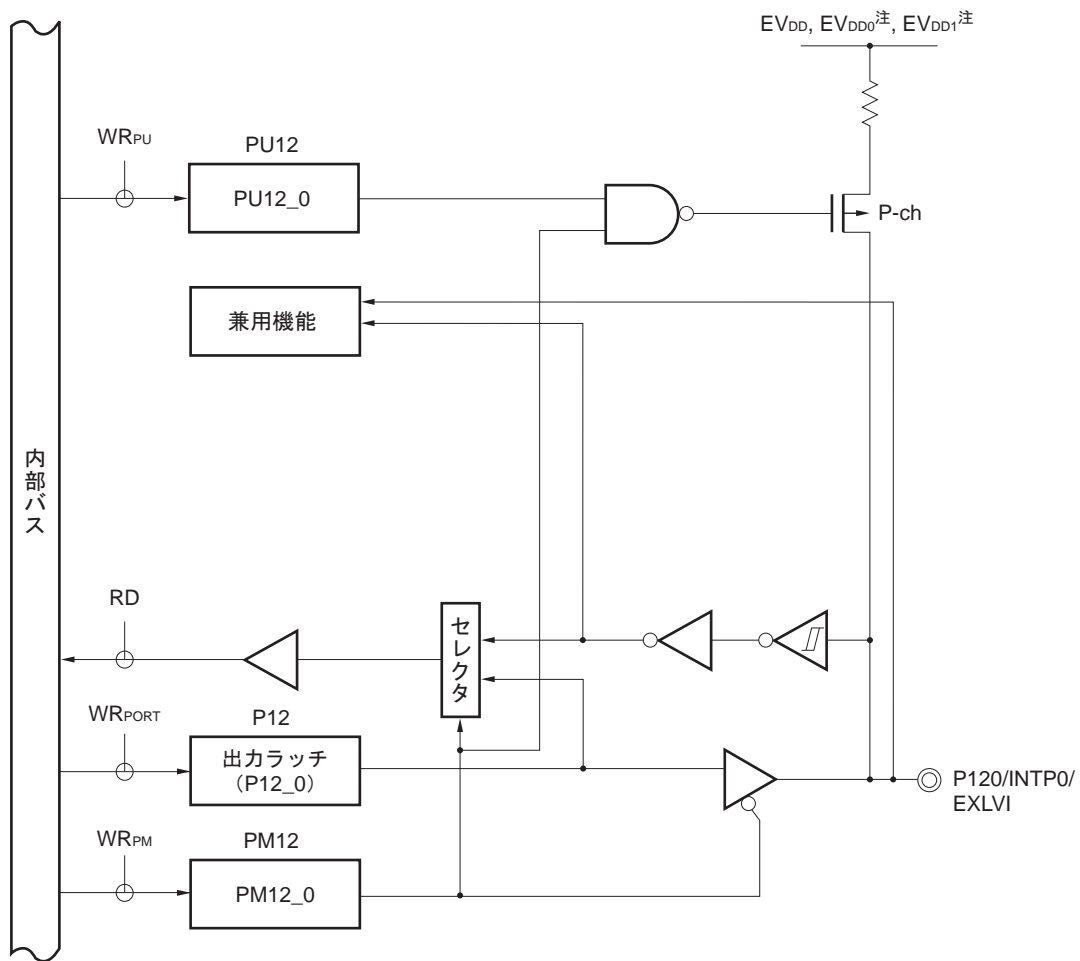 EVDD, EVDD0注, EVDD1注
WRPU
PU12
PU12_0
P-ch
兼用機能
内部バス
RD
セレクタ
WRPORT
P12
出力ラッチ
（P12_0）
P120/INTP0/
EXLVI
WRPM
PM12
PM12_0